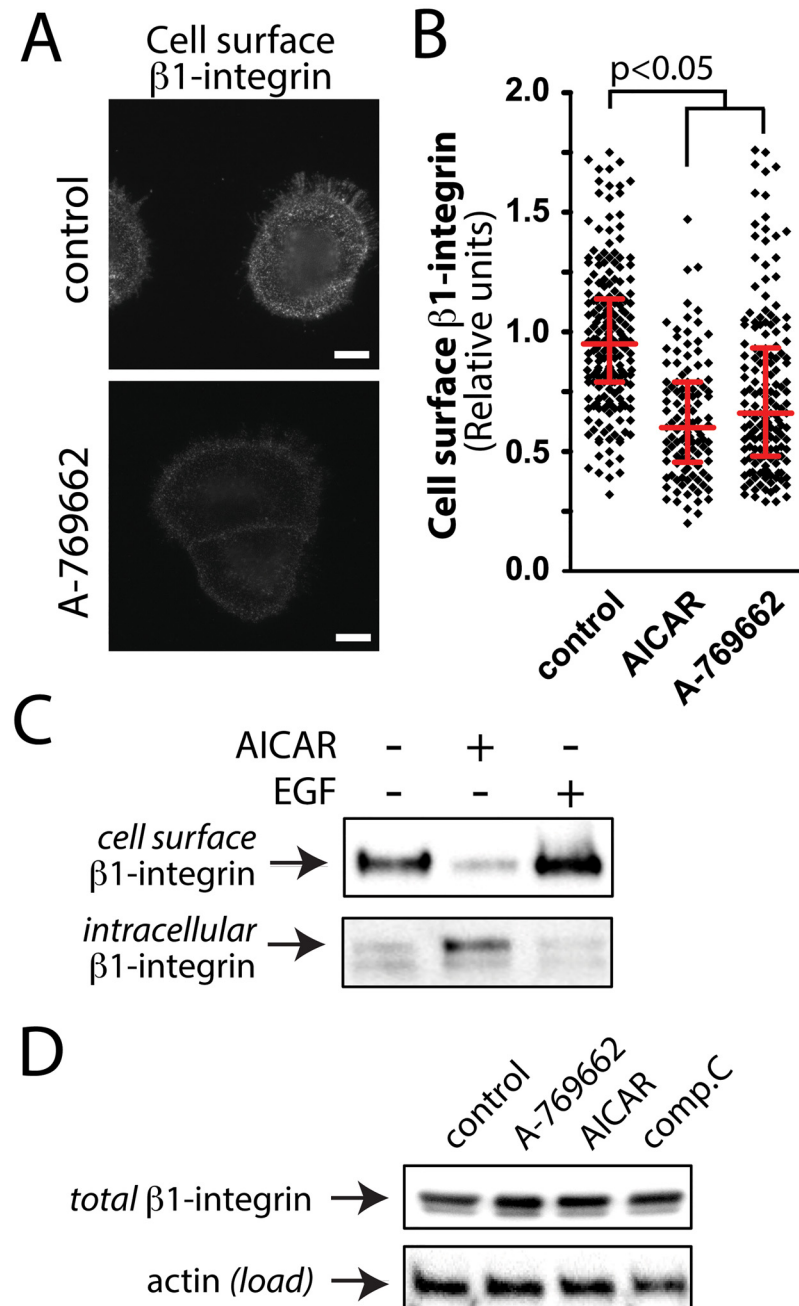 A
Cell surface
β1-integrin
control
A-769662
B
p<0.05
Cell surface β1-integrin
(Relative units)
2.0
1.5
1.0
0.5
0.0
control
AICAR
A-769662
C
AICAR - + -
EGF - - +
cell surface
β1-integrin
intracellular
β1-integrin
D
control
A-769662
AICAR
comp.C
total β1-integrin
actin (load)